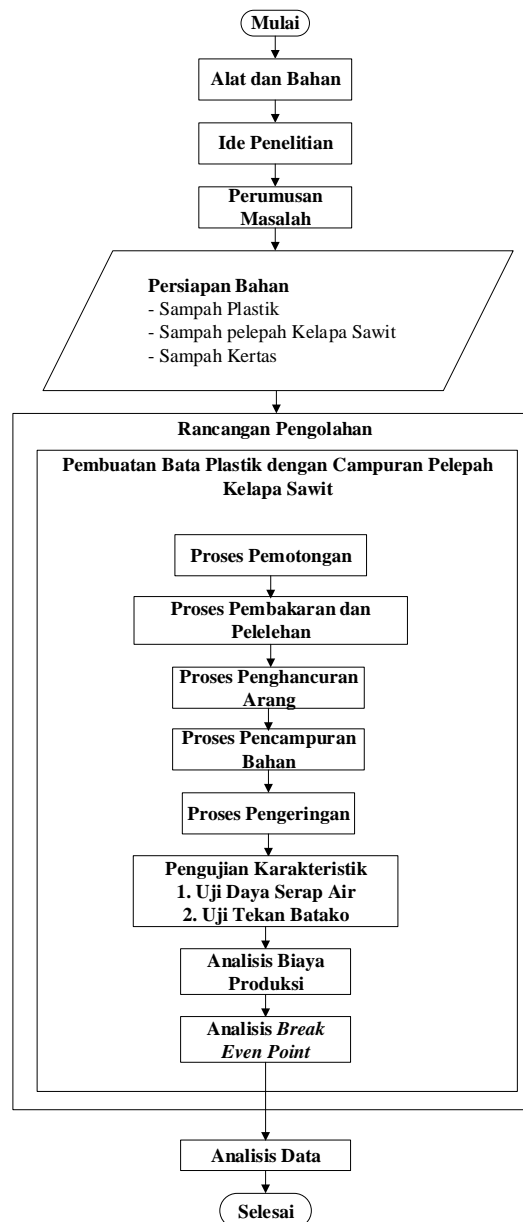 Mulai
Alat dan Bahan
Ide Penelitian
Perumusan
Masalah
Persiapan Bahan
- Sampah Plastik
- Sampah pelepah Kelapa Sawit
- Sampah Kertas
Rancangan Pengolahan
Pembuatan Bata Plastik dengan Campuran Pelepah
Kelapa Sawit
Proses Pemotongan
Proses Pembakaran dan
Pelelehan
Proses Penghancuran
Arang
Proses Pencampuran
Bahan
Proses Pengeringan
Pengujian Karakteristik
1. Uji Daya Serap Air
2. Uji Tekan Batako
Analisis Biaya
Produksi
Analisis Break
Even Point
Analisis Data
Selesai